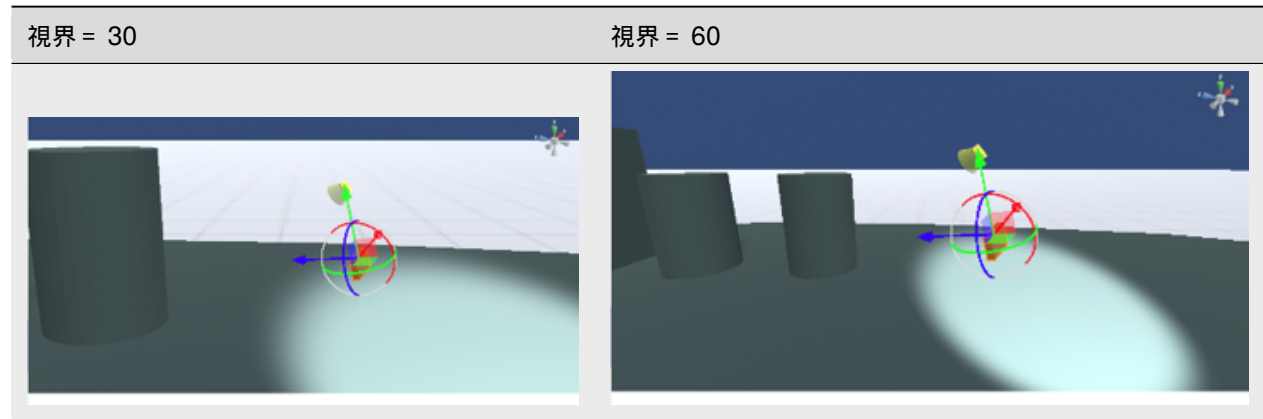 視界 = 30
視界 = 60